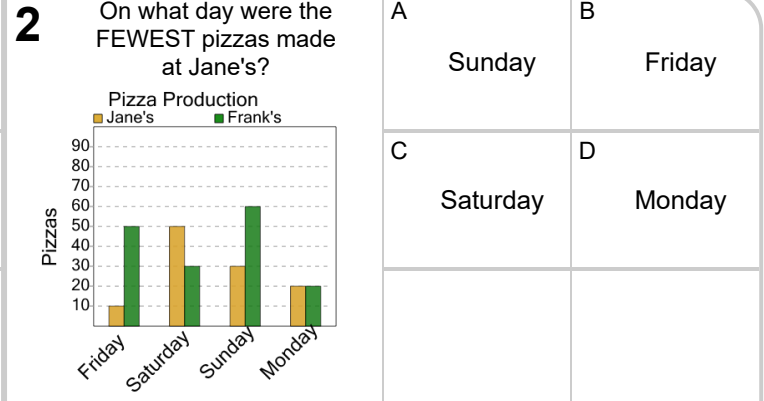 2
On what day were the
FEWEST pizzas made
at Jane's?
Pizza Production
Jane's Frank's
Pizzas
90
80
70
60
50
40
30
20
10
Friday Saturday Sunday Monday
A
Sunday
B
Friday
C
Saturday
D
Monday